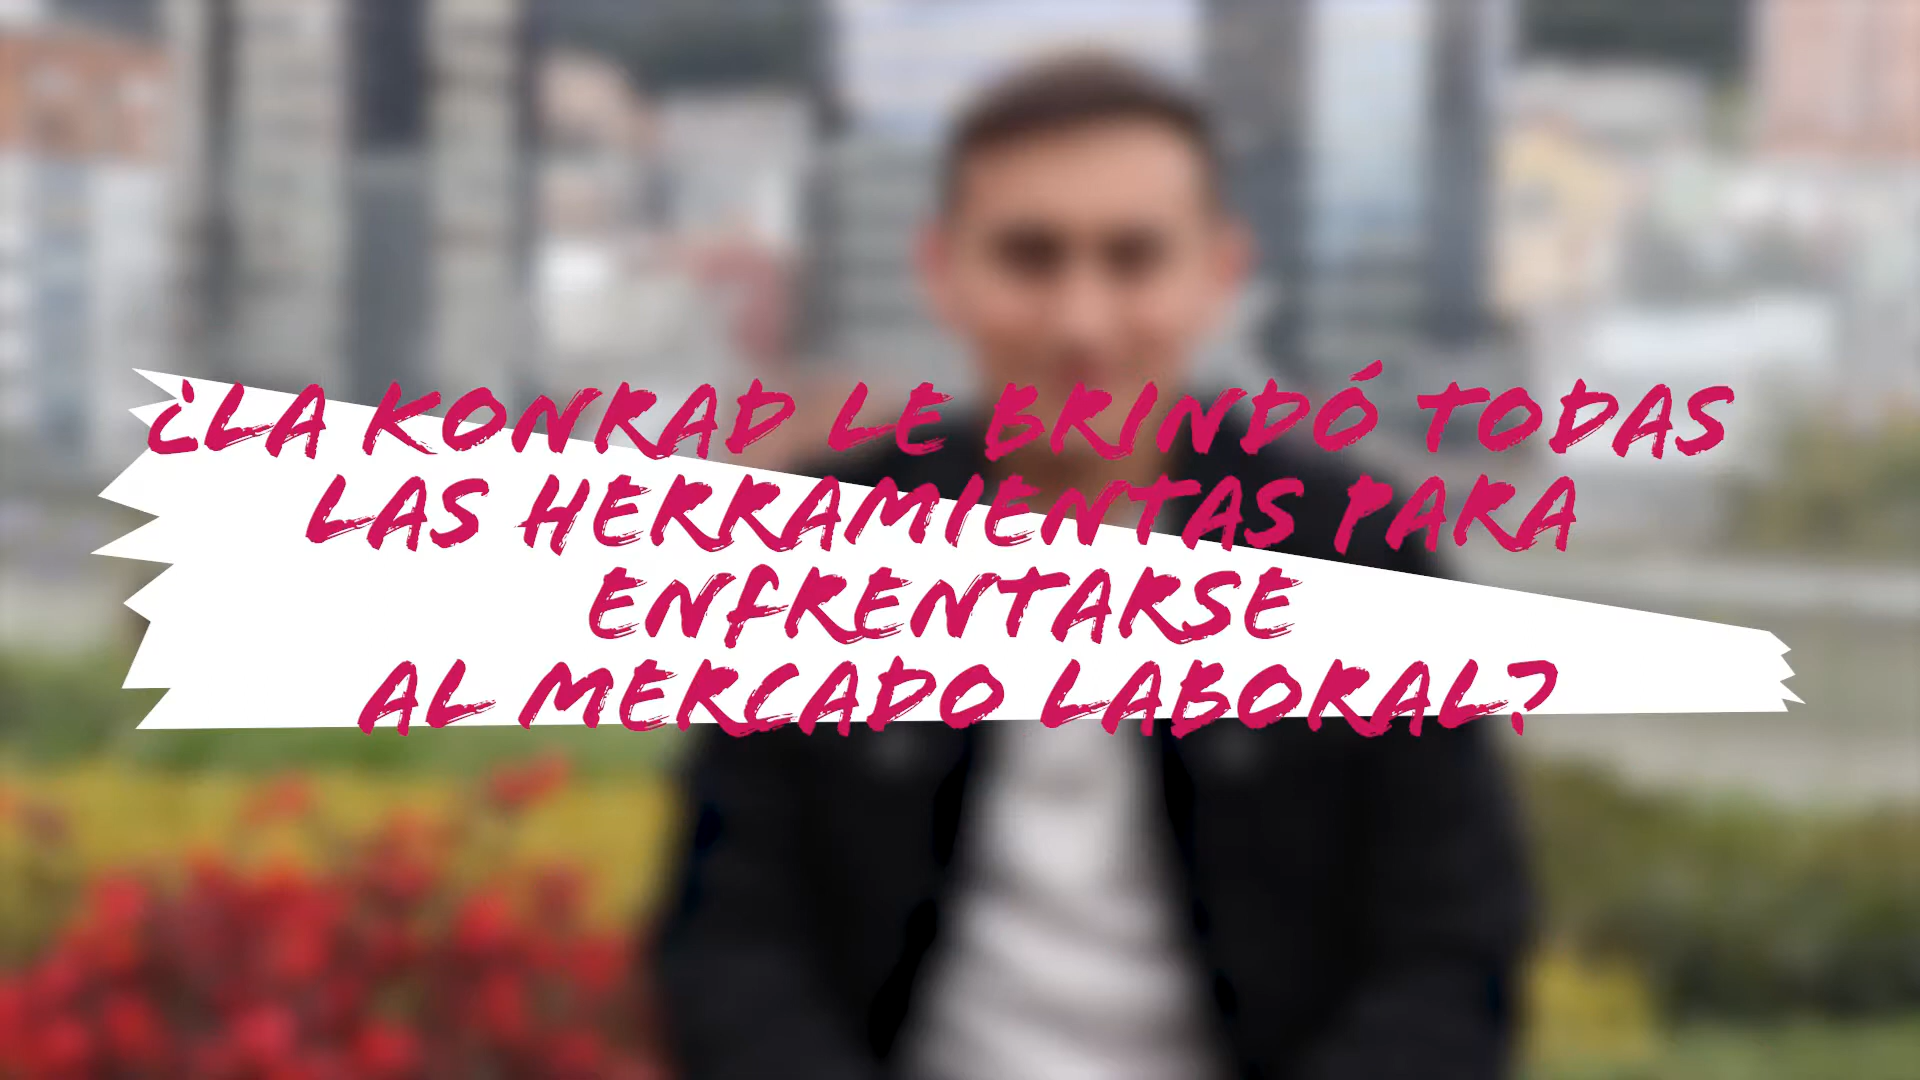 ¿LA KONRAD LE BRINDÓ TODAS
LAS HERRAMIENTAS PARA
ENFRENTARSE
AL MERCADO LABORAL?